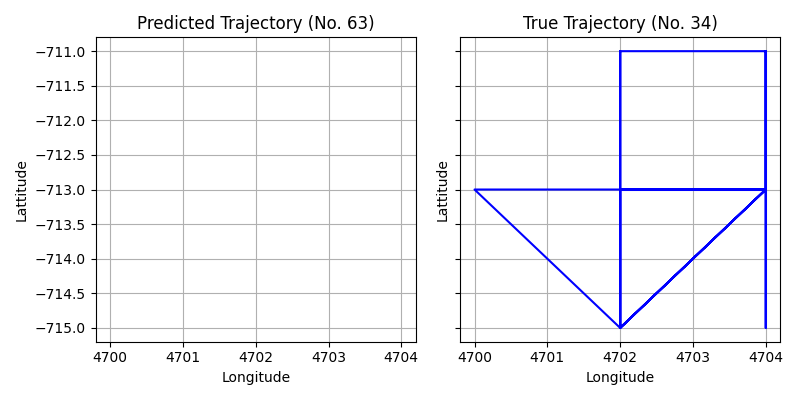 Predicted Trajectory (No. 63)
True Trajectory (No. 34)
−711.0
−711.5
−712.0
−712.5
−713.0
−713.5
−714.0
−714.5
−715.0
Lattitude
Lattitude
4700 4701 4702 4703 4704
4700 4701 4702 4703 4704
Longitude
Longitude